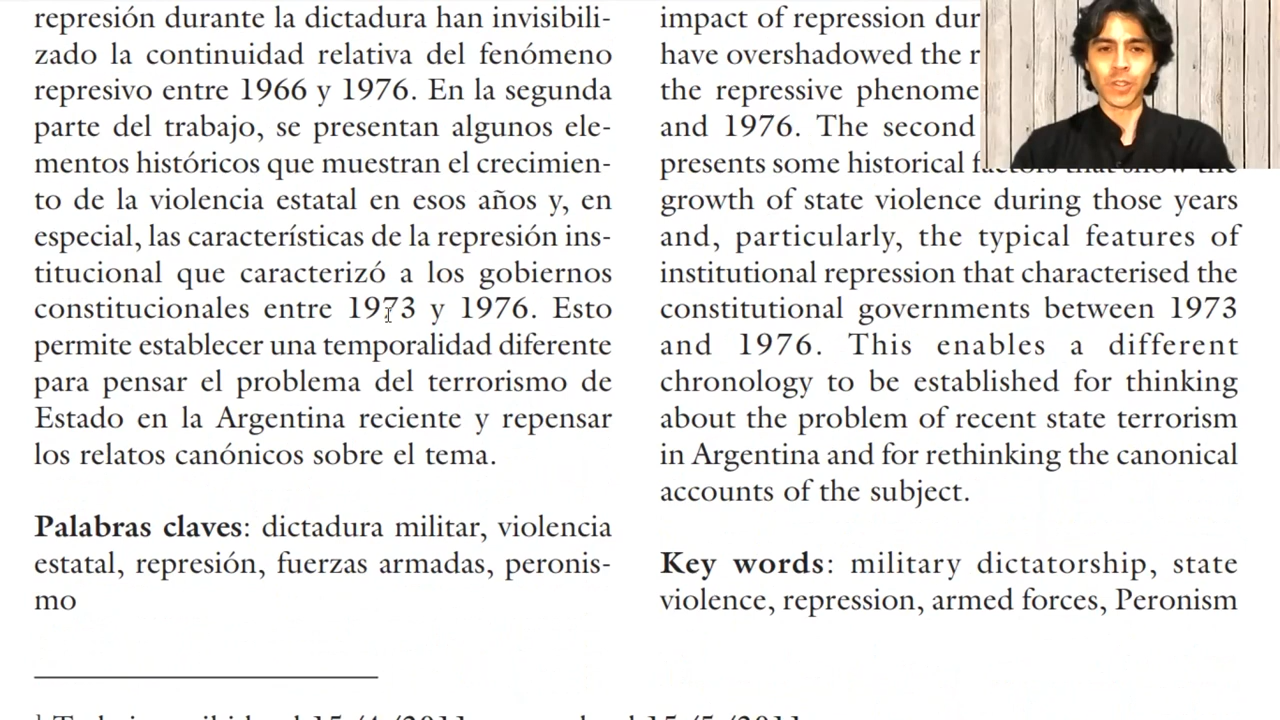 represión durante la dictadura han invisibili-
zado la continuidad relativa del fenómeno
represivo entre 1966 y 1976. En la segunda
parte del trabajo, se presentan algunos ele-
mentos históricos que muestran el crecimien-
to de la violencia estatal en esos años y, en
especial, las características de la represión ins-
titucional que caracterizó a los gobiernos
constitucionales entre 1973 y 1976. Esto
permite establecer una temporalidad diferente
para pensar el problema del terrorismo de
Estado en la Argentina reciente y repensar
los relatos canónicos sobre el tema.
Palabras claves: dictadura militar, violencia
estatal, represión, fuerzas armadas, peronis-
mo
impact of repression dur
have overshadowed the r
the repressive phenome
and 1976. The second
presents some historical factors that show the
growth of state violence during those years
and, particularly, the typical features of
institutional repression that characterised the
constitutional governments between 1973
and 1976. This enables a different
chronology to be established for thinking
about the problem of recent state terrorism
in Argentina and for rethinking the canonical
accounts of the subject.
Key words: military dictatorship, state
violence, repression, armed forces, Peronism